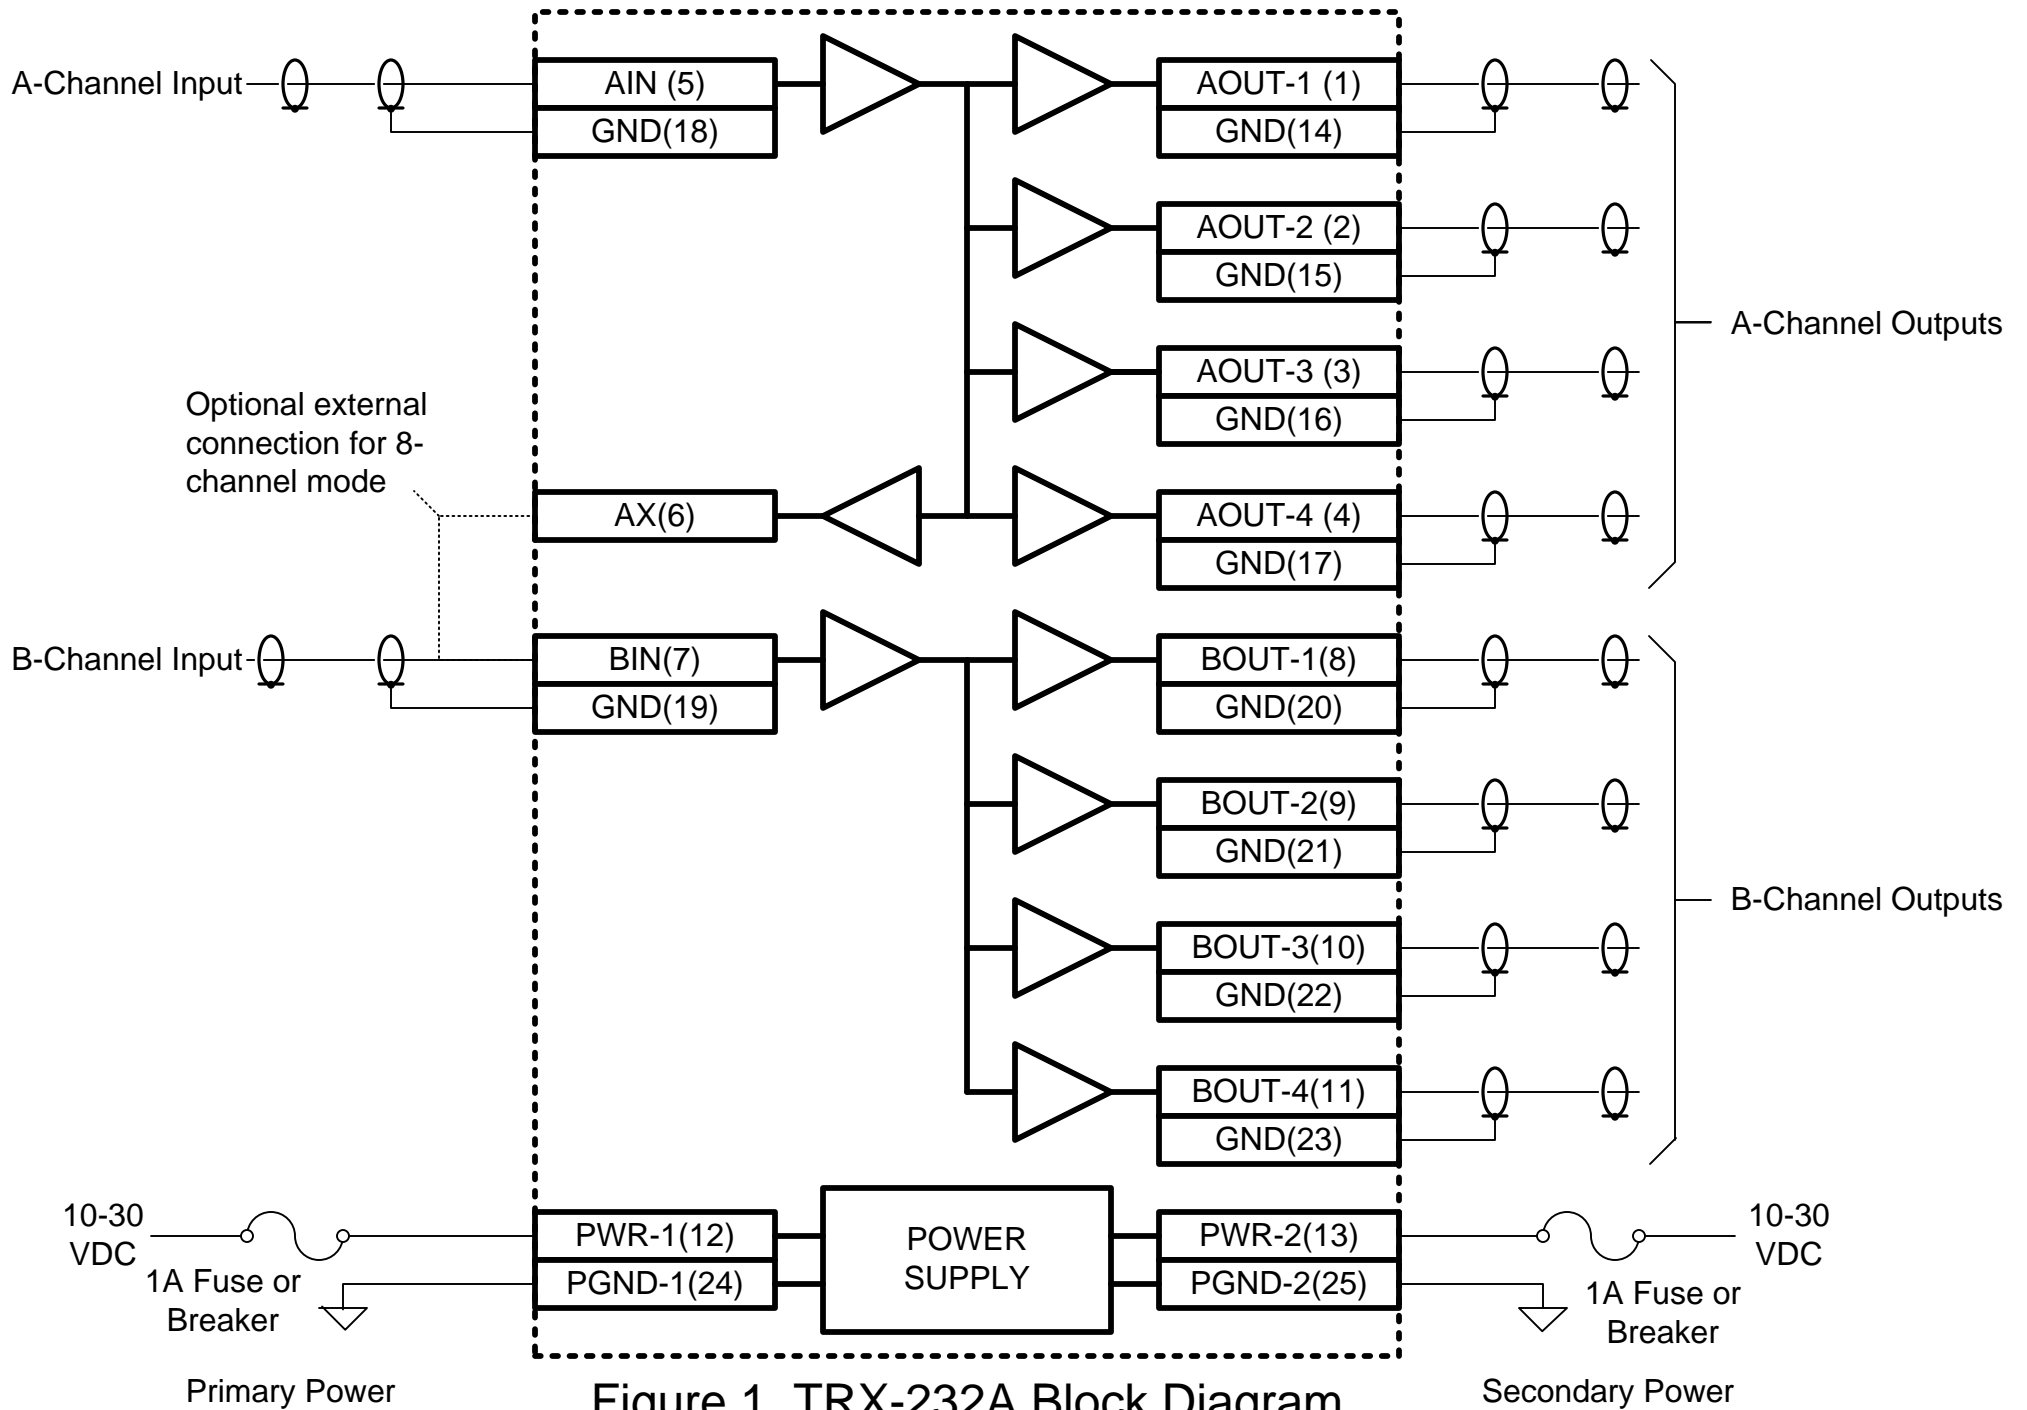 A-Channel Input
AIN (5)
GND(18)
AOUT-1 (1)
GND(14)
AOUT-2 (2)
GND(15)
A-Channel Outputs
AOUT-3 (3)
GND(16)
Optional external
connection for 8-
channel mode
AX(6)
AOUT-4 (4)
GND(17)
B-Channel Input
BIN(7)
GND(19)
BOUT-1(8)
GND(20)
BOUT-2(9)
GND(21)
B-Channel Outputs
BOUT-3(10)
GND(22)
BOUT-4(11)
GND(23)
10-30
VDC
1A Fuse or
Breaker
PWR-1(12)
PGND-1(24)
POWER
SUPPLY
PWR-2(13)
PGND-2(25)
10-30
VDC
1A Fuse or
Breaker
Primary Power
Figure 1 TRX-232A Block Diagram
Secondary Power